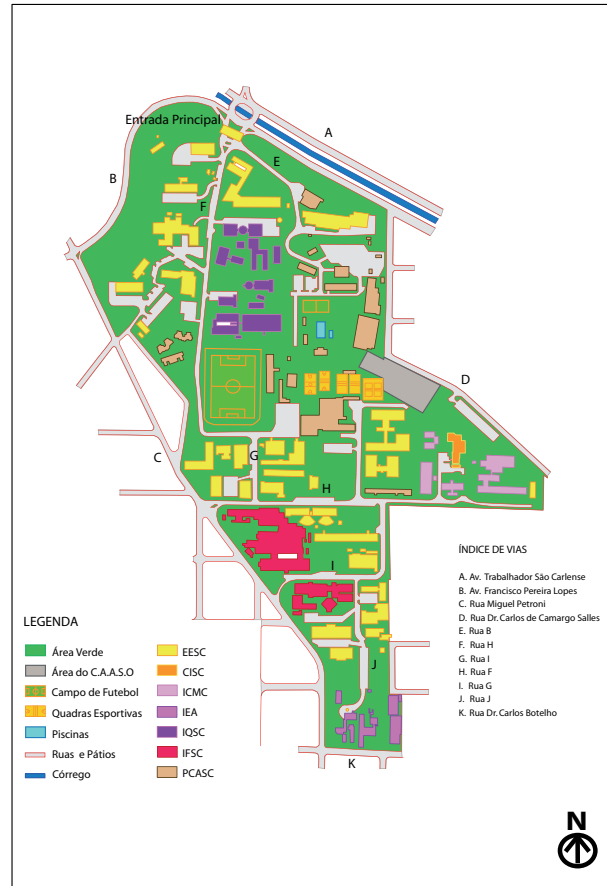 Entrada Principal
A
B
E
F
D
C
G
H
I
J
K
ÍNDICE DE VIAS
A. Av. Trabalhador São Carlense
B. Av. Francisco Pereira Lopes
C. Rua Miguel Petroni
D. Rua Dr. Carlos de Camargo Salles
E. Rua B
F. Rua H
G. Rua I
H. Rua F
I. Rua G
J. Rua J
K. Rua Dr. Carlos Botelho
LEGENDA
Área Verde
Área do C.A.A.S.O
Campo de Futebol
Quadras Esportivas
Piscinas
Ruas e Pátios
Córrego
EESC
CISC
ICMC
IEA
IQSC
IFSC
PCASC
N